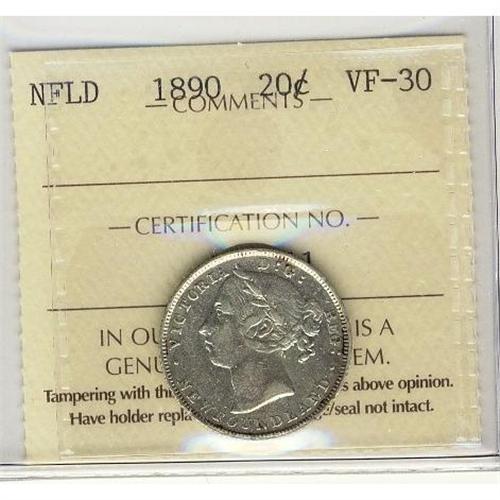 NFLD 1890 20¢ VF-30
— COMMENTS —
— CERTIFICATION NO. —
IN OU IS A
GENU EM.
Tampering with th s above opinion.
Have holder repla e/seal not intact.
VICTORIA D:G: REG:
NEWFOUNDLAND